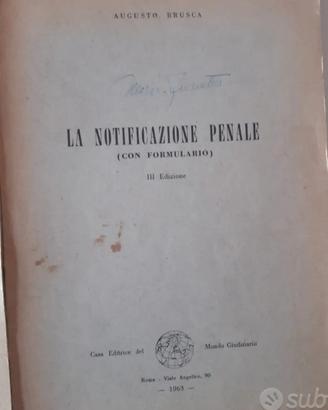 AUGUSTO BRUSCA
LA NOTIFICAZIONE PENALE
(CON FORMULARIO)
III Edizione
Casa Editrice del Mondo Giudiziario
Roma - Viale Angelico, 90
— 1963 —
sub